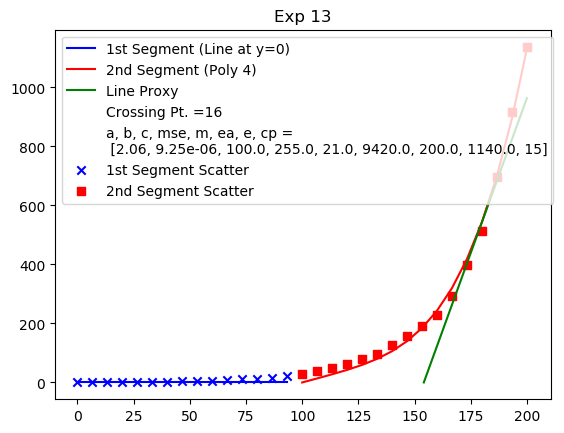 Exp 13
1st Segment (Line at y=0)
2nd Segment (Poly 4)
Line Proxy
Crossing Pt. =16
a, b, c, mse, m, ea, e, cp =
[2.06, 9.25e-06, 100.0, 255.0, 21.0, 9420.0, 200.0, 1140.0, 15]
1st Segment Scatter
2nd Segment Scatter
1000
800
600
400
200
0
0 25 50 75 100 125 150 175 200